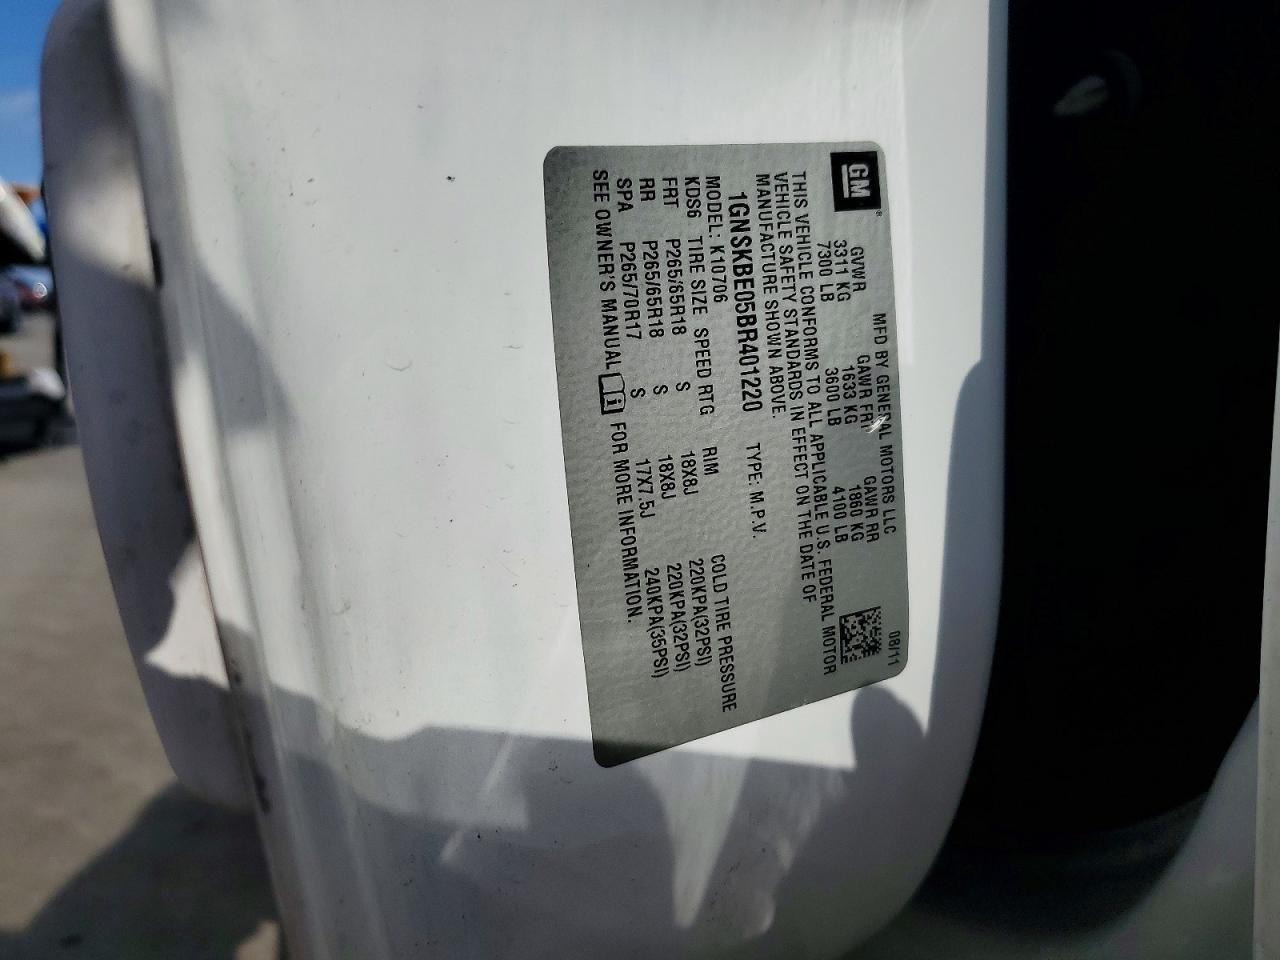 GM
MFD BY GENERAL MOTORS LLC 08/11
GVWR GAWR FRT GAWR RR
3311 KG 1633 KG 1860 KG
7300 LB 3600 LB 4100 LB
THIS VEHICLE CONFORMS TO ALL APPLICABLE U.S. FEDERAL MOTOR
VEHICLE SAFETY STANDARDS IN EFFECT ON THE DATE OF
MANUFACTURE SHOWN ABOVE.
1GNSKBE05BR401220 TYPE: M.P.V.
MODEL: K10706
KDS6 TIRE SIZE SPEED RTG RIM COLD TIRE PRESSURE
FRT P265/65R18 S 18X8J 220KPA(32PSI)
RR P265/65R18 S 18X8J 220KPA(32PSI)
SPA P265/70R17 S 17X7.5J 240KPA(35PSI)
SEE OWNER'S MANUAL i FOR MORE INFORMATION.